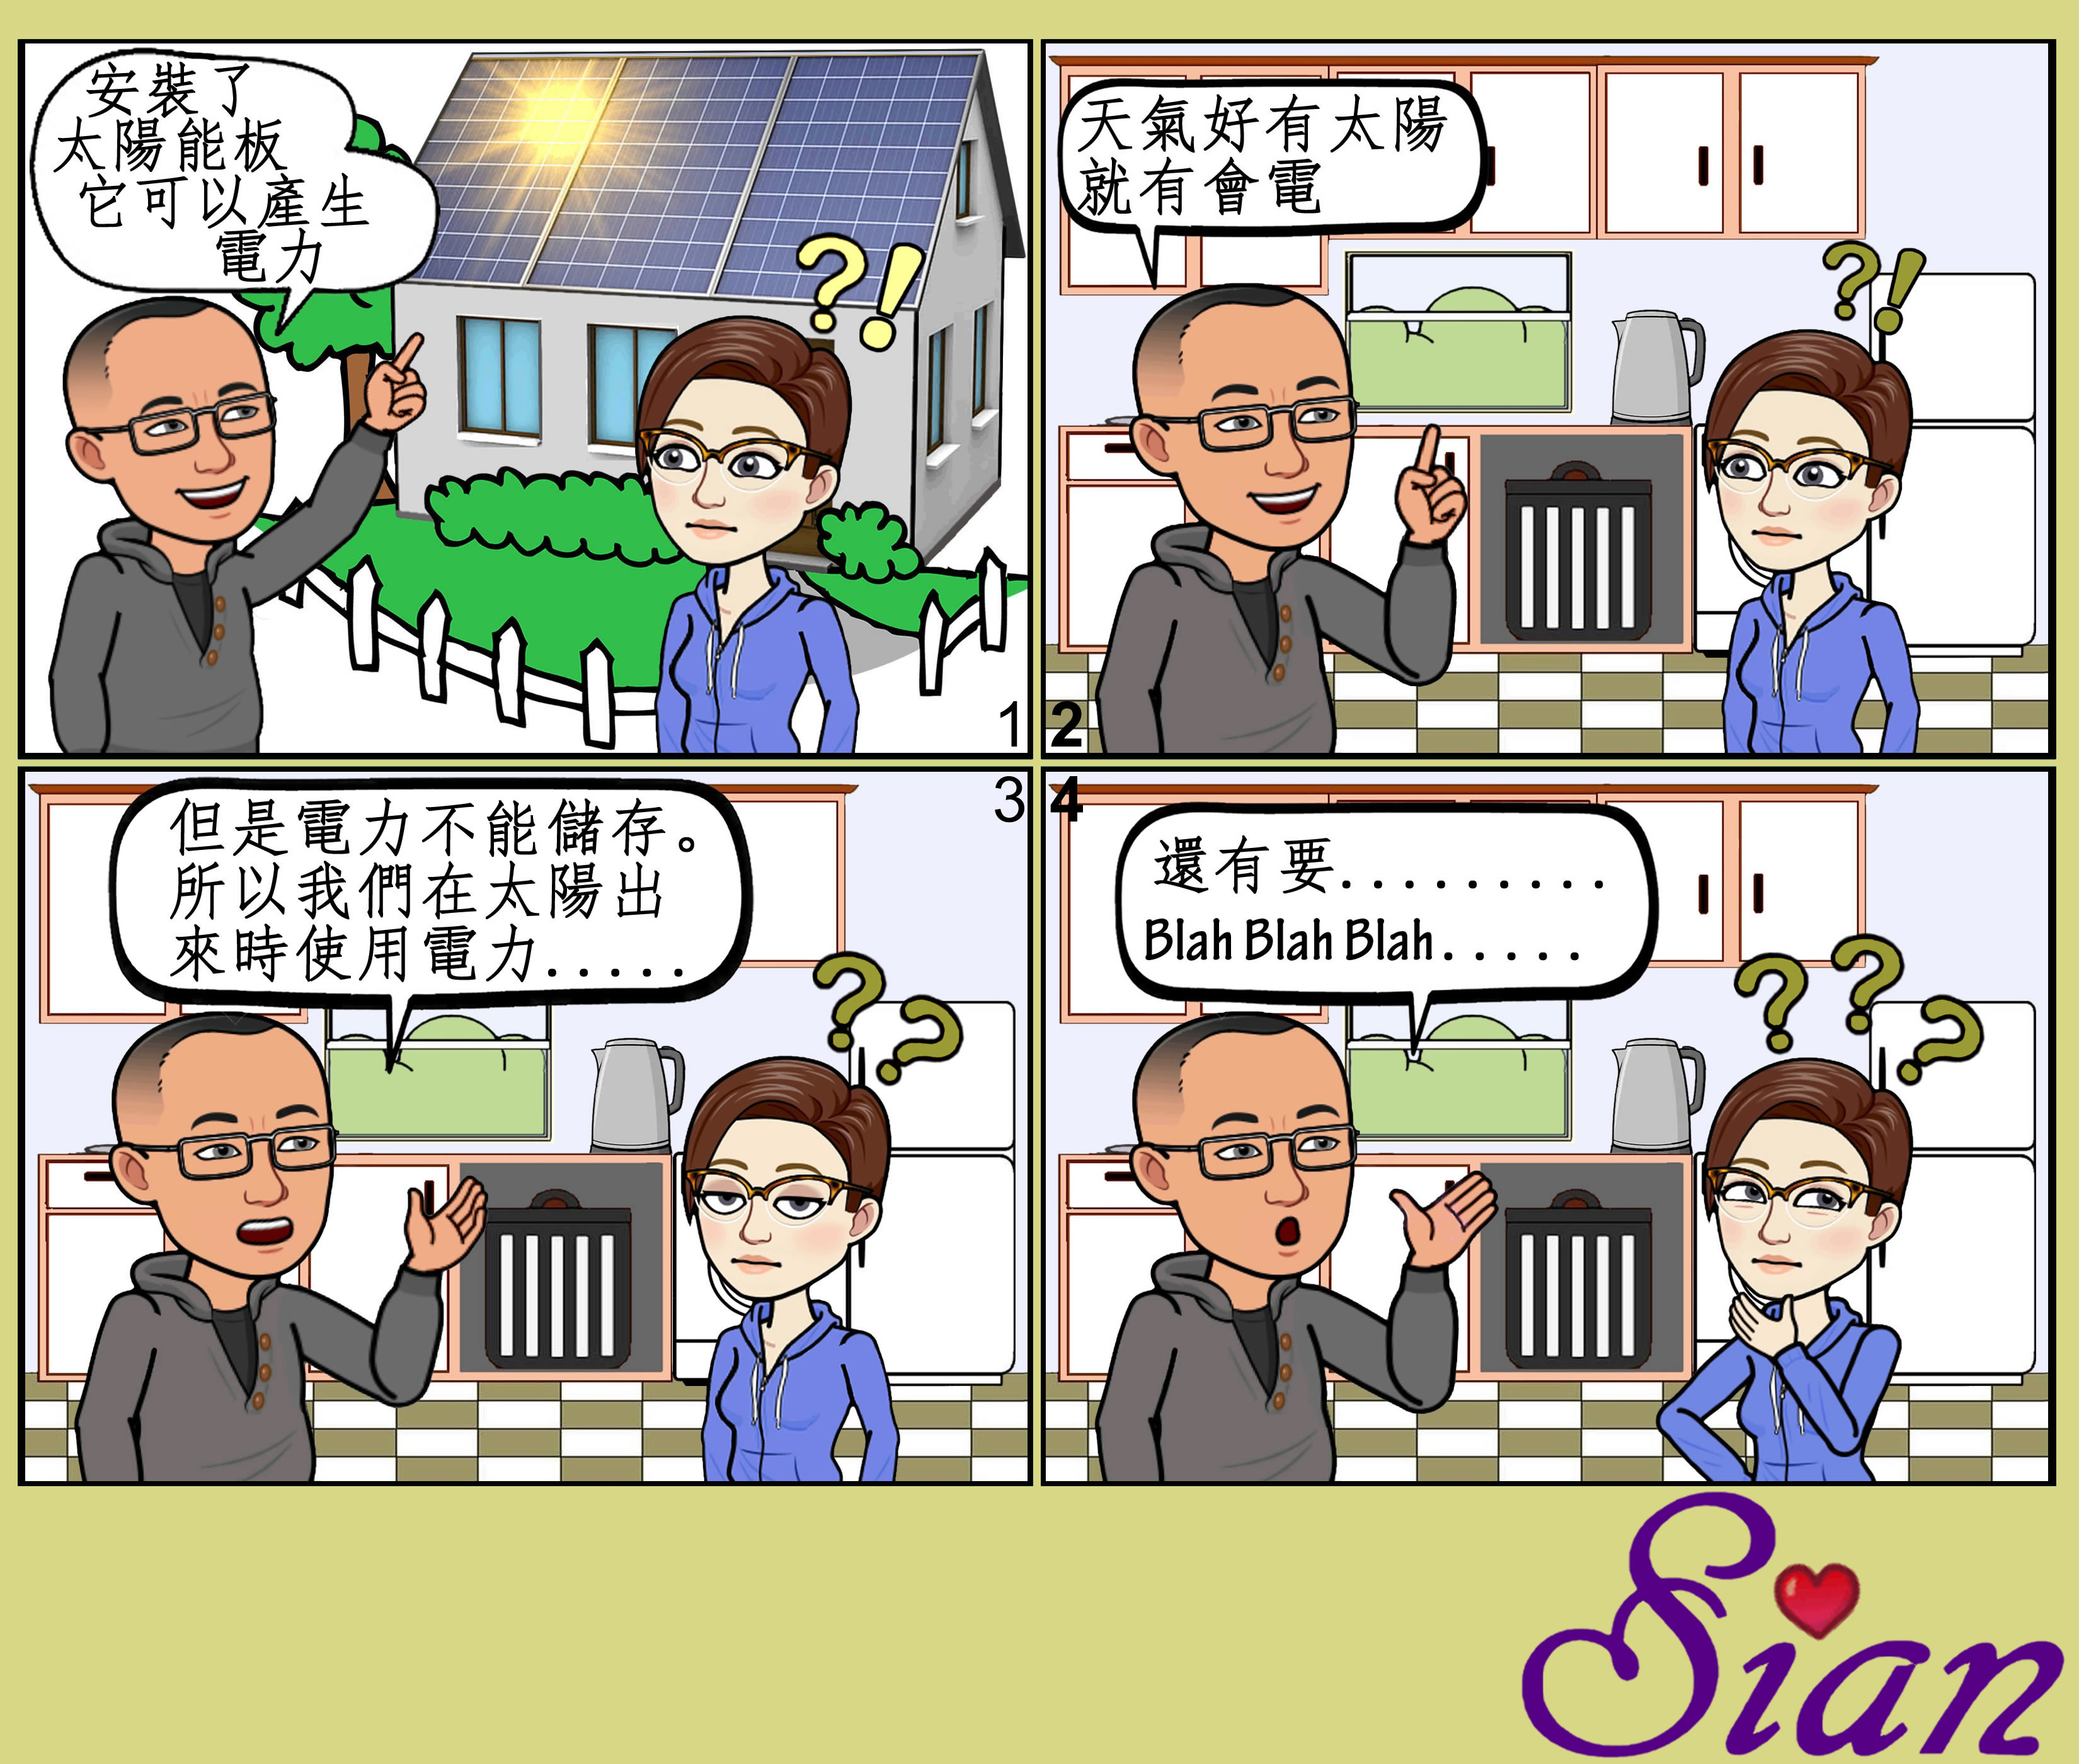 安裝了
太陽能板
它可以產生
電力
?!
1
天氣好有太陽
就有會電
?!
2
3
但是電力不能儲存。
所以我們在太陽出
來時使用電力.....
??
4
還有要.........
Blah Blah Blah.....
???
Sian